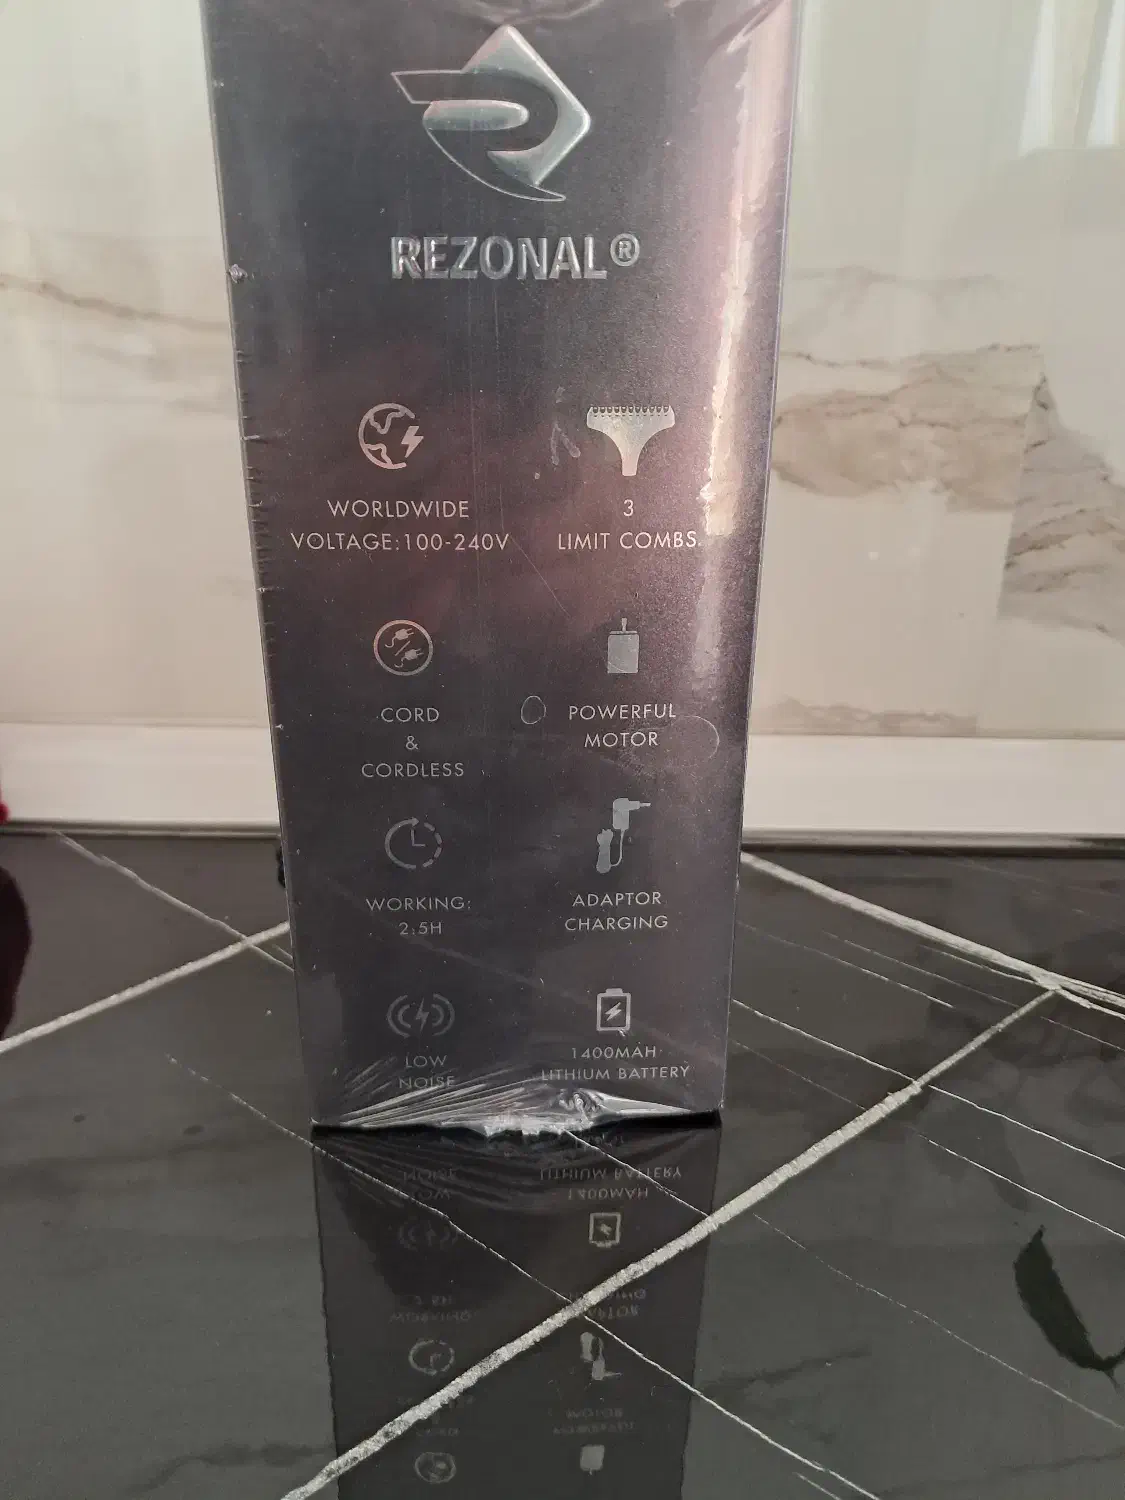 REZONAL®
WORLDWIDE
VOLTAGE:100-240V
3
LIMIT COMBS
CORD
&
CORDLESS
POWERFUL
MOTOR
WORKING:
2.5H
ADAPTOR
CHARGING
LOW
NOISE
1400MAH
LITHIUM BATTERY